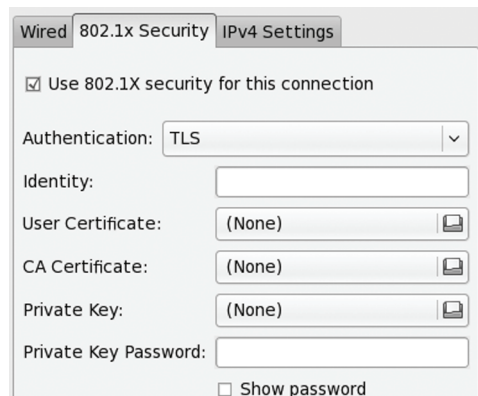 Wired 802.1x Security IPv4 Settings
Use 802.1X security for this connection
Authentication: TLS
Identity:
User Certificate: (None)
CA Certificate: (None)
Private Key: (None)
Private Key Password:
Show password